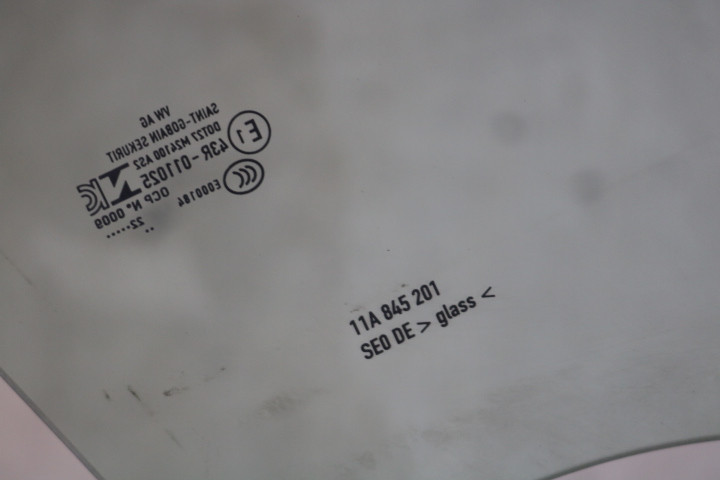 VW AG
SAINT-GOBAIN SEKURIT
DOT27 M24100 AS2
43R-011025
E1
E000184
CCC
OCP N° 0009
..22.....
11A 845 201
SE0 DE > glass <